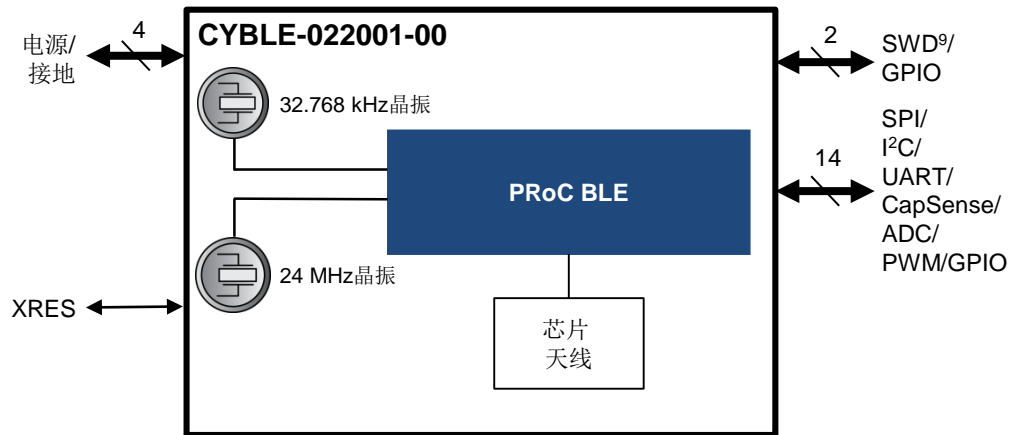 CYBLE-022001-00
电源/
接地
4
32.768 kHz晶振
PRoC BLE
24 MHz晶振
XRES
芯片
天线
2
SWD⁹/
GPIO
14
SPI/
I²C/
UART/
CapSense/
ADC/
PWM/GPIO